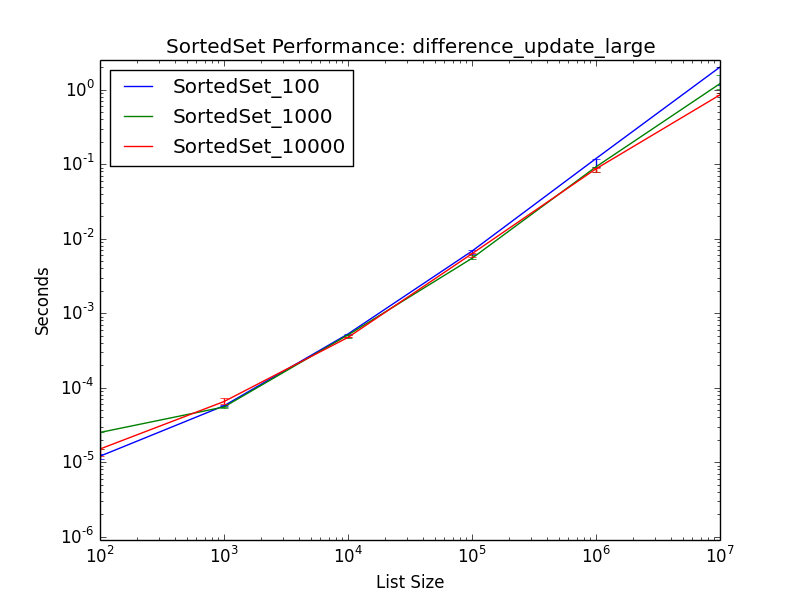 SortedSet Performance: difference_update_large
SortedSet_100
SortedSet_1000
SortedSet_10000
10^0
10^-1
10^-2
10^-3
10^-4
10^-5
10^-6
Seconds
10^2 10^3 10^4 10^5 10^6 10^7
List Size